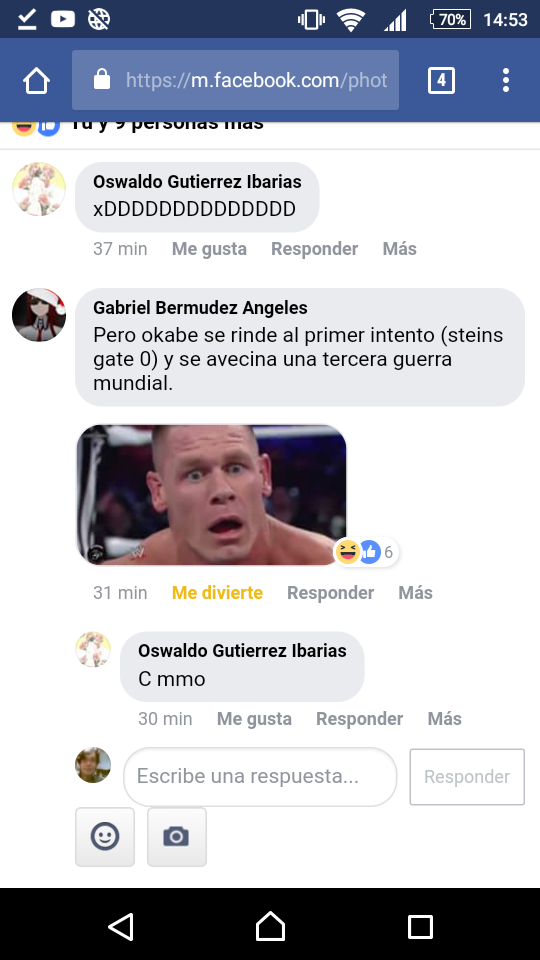 70% 14:53
https://m.facebook.com/phot
4
Tú y 9 personas más
Oswaldo Gutierrez Ibarias
xDDDDDDDDDDDDDD
37 min Me gusta Responder Más
Gabriel Bermudez Angeles
Pero okabe se rinde al primer intento (steins
gate 0) y se avecina una tercera guerra
mundial.
6
31 min Me divierte Responder Más
Oswaldo Gutierrez Ibarias
C mmo
30 min Me gusta Responder Más
Escribe una respuesta...
Responder